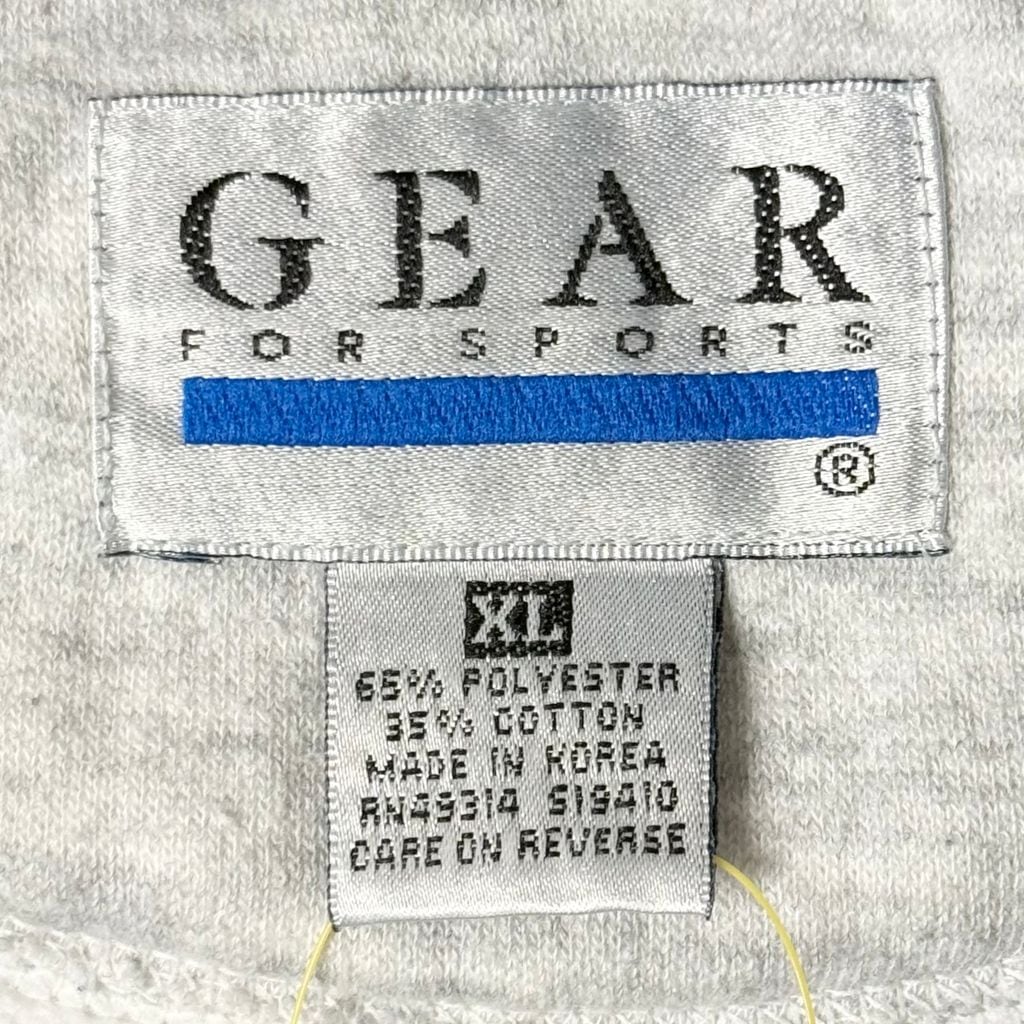 GEAR
FOR SPORTS
®
XL
65% POLYESTER
35% COTTON
MADE IN KOREA
RN49314 S19410
CARE ON REVERSE